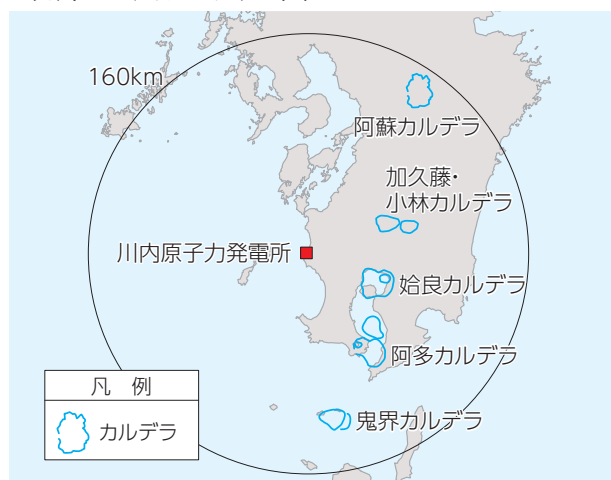 160km
阿蘇カルデラ
加久藤・
小林カルデラ
川内原子力発電所
姶良カルデラ
阿多カルデラ
鬼界カルデラ
凡 例
カルデラ